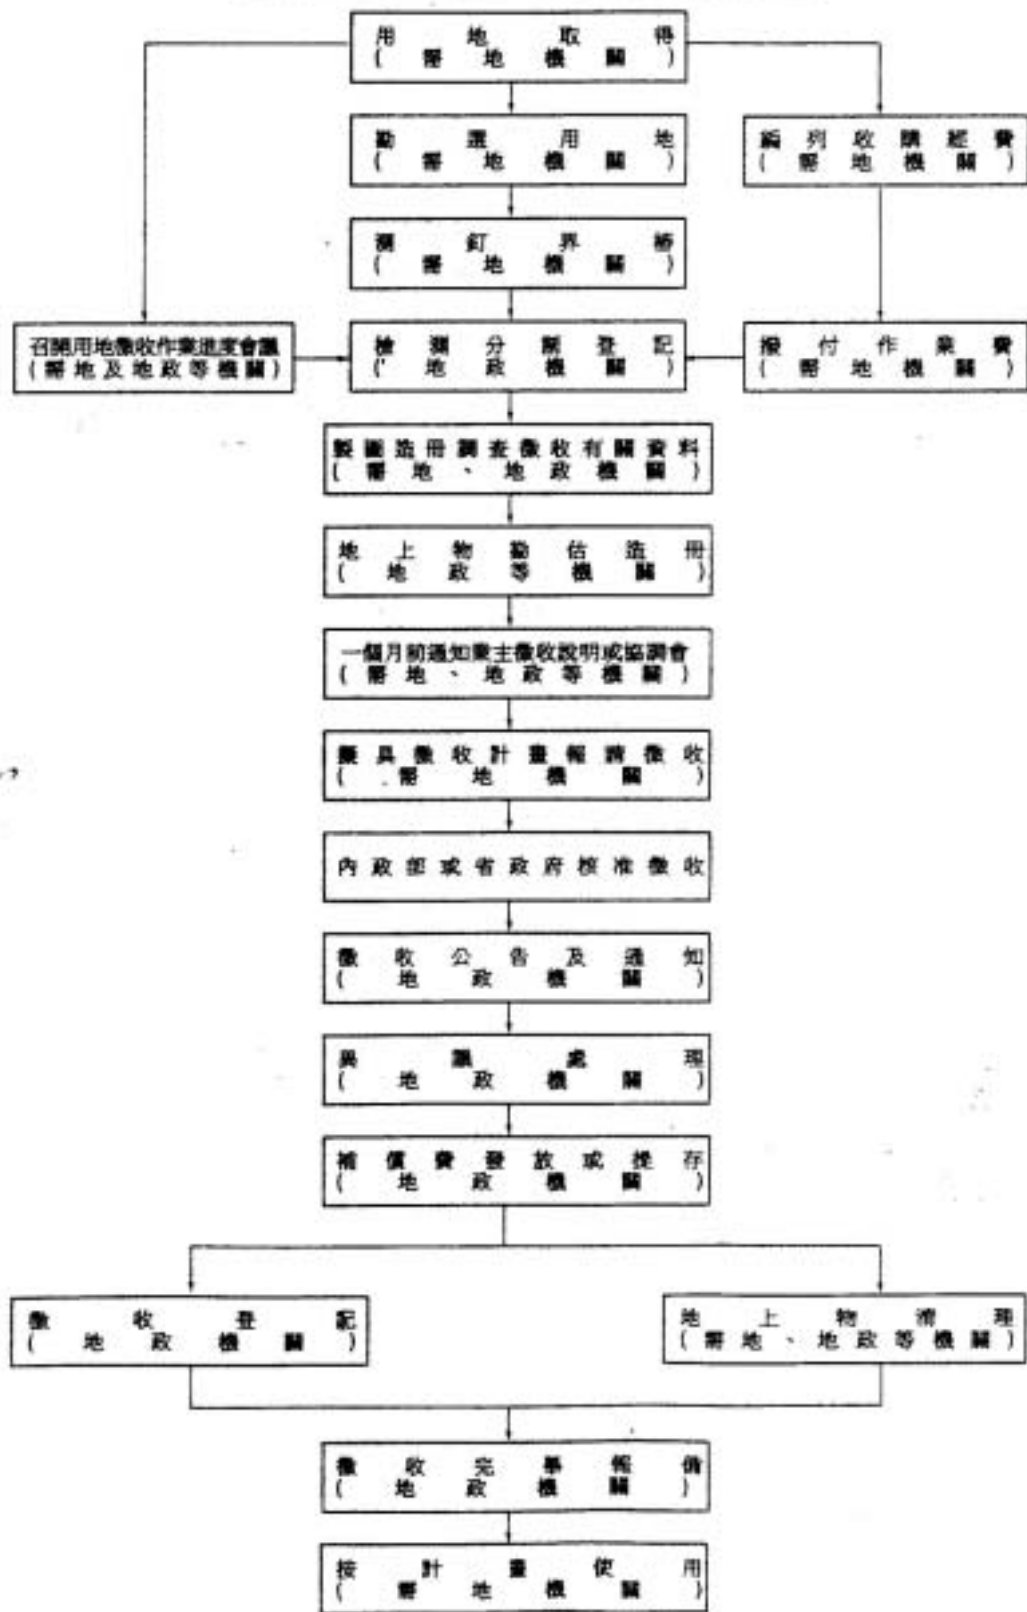 用地取得
(需地機關)
勘選用地
(需地機關)
編列收購經費
(需地機關)
測釘界樁
(需地機關)
召開用地徵收作業進度會議
(需地及地政等機關)
檢測分割登記
(地政機關)
撥付作業費
(需地機關)
製圖造冊調查徵收有關資料
(需地、地政機關)
地上物勘估造冊
(地政等機關)
一個月前通知業主徵收說明或協調會
(需地、地政等機關)
擬具徵收計畫報請徵收
(需地機關)
內政部或省政府核准徵收
徵收公告及通知
(地政機關)
異議處理
(地政機關)
補償費發放或提存
(地政機關)
徵收登記
(地政機關)
地上物清理
(需地、地政等機關)
徵收完畢報備
(地政機關)
按計畫使用
(需地機關)